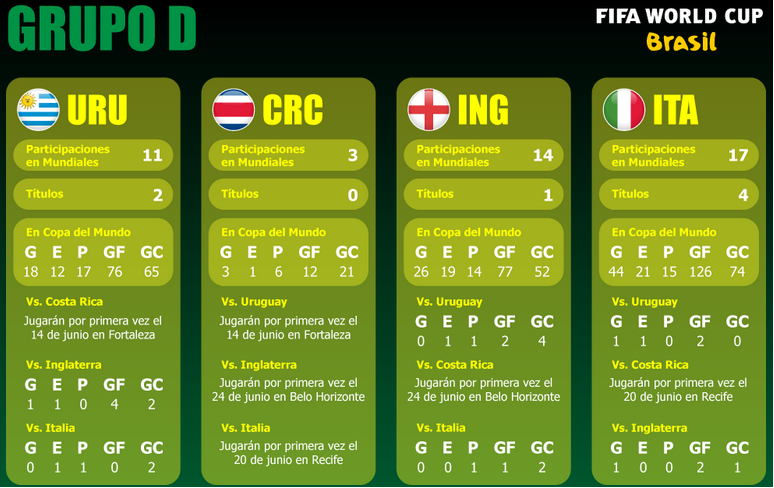 GRUPO D
FIFA WORLD CUP
Brasil
URU
Participaciones
en Mundiales 11
Títulos 2
En Copa del Mundo
G E P GF GC
18 12 17 76 65
Vs. Costa Rica
Jugarán por primera vez el
14 de junio en Fortaleza
Vs. Inglaterra
G E P GF GC
1 1 0 4 2
Vs. Italia
G E P GF GC
0 1 1 0 2
CRC
Participaciones
en Mundiales 3
Títulos 0
En Copa del Mundo
G E P GF GC
3 1 6 12 21
Vs. Uruguay
Jugarán por primera vez el
14 de junio en Fortaleza
Vs. Inglaterra
Jugarán por primera vez el
24 de junio en Belo Horizonte
Vs. Italia
Jugarán por primera vez el
20 de junio en Recife
ING
Participaciones
en Mundiales 14
Títulos 1
En Copa del Mundo
G E P GF GC
26 19 14 77 52
Vs. Uruguay
G E P GF GC
0 1 1 2 4
Vs. Costa Rica
Jugarán por primera vez el
24 de junio en Belo Horizonte
Vs. Italia
G E P GF GC
0 0 1 1 2
ITA
Participaciones
en Mundiales 17
Títulos 4
En Copa del Mundo
G E P GF GC
44 21 15 126 74
Vs. Uruguay
G E P GF GC
1 1 0 2 0
Vs. Costa Rica
Jugarán por primera vez el
20 de junio en Recife
Vs. Inglaterra
G E P GF GC
1 0 0 2 1